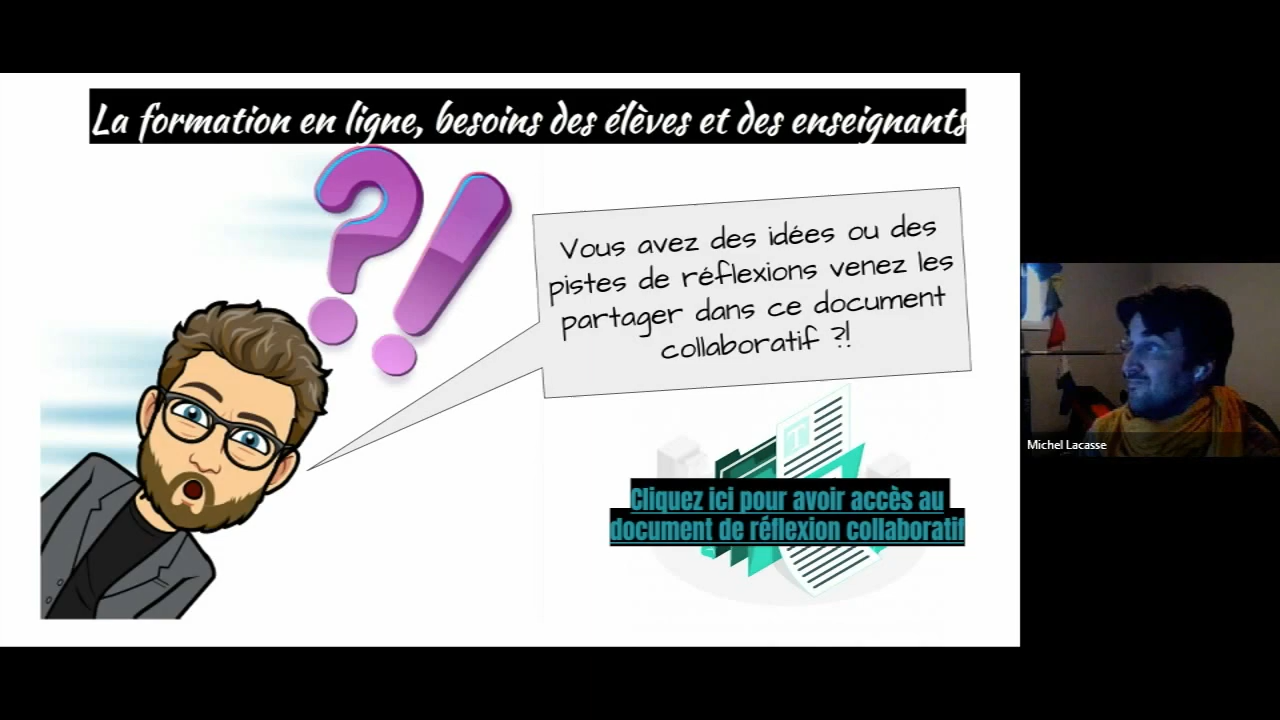 La formation en ligne, besoins des élèves et des enseignants
Vous avez des idées ou des
pistes de réflexions venez les
partager dans ce document
collaboratif ?!
Cliquez ici pour avoir accès au
document de réflexion collaboratif
Michel Lacasse